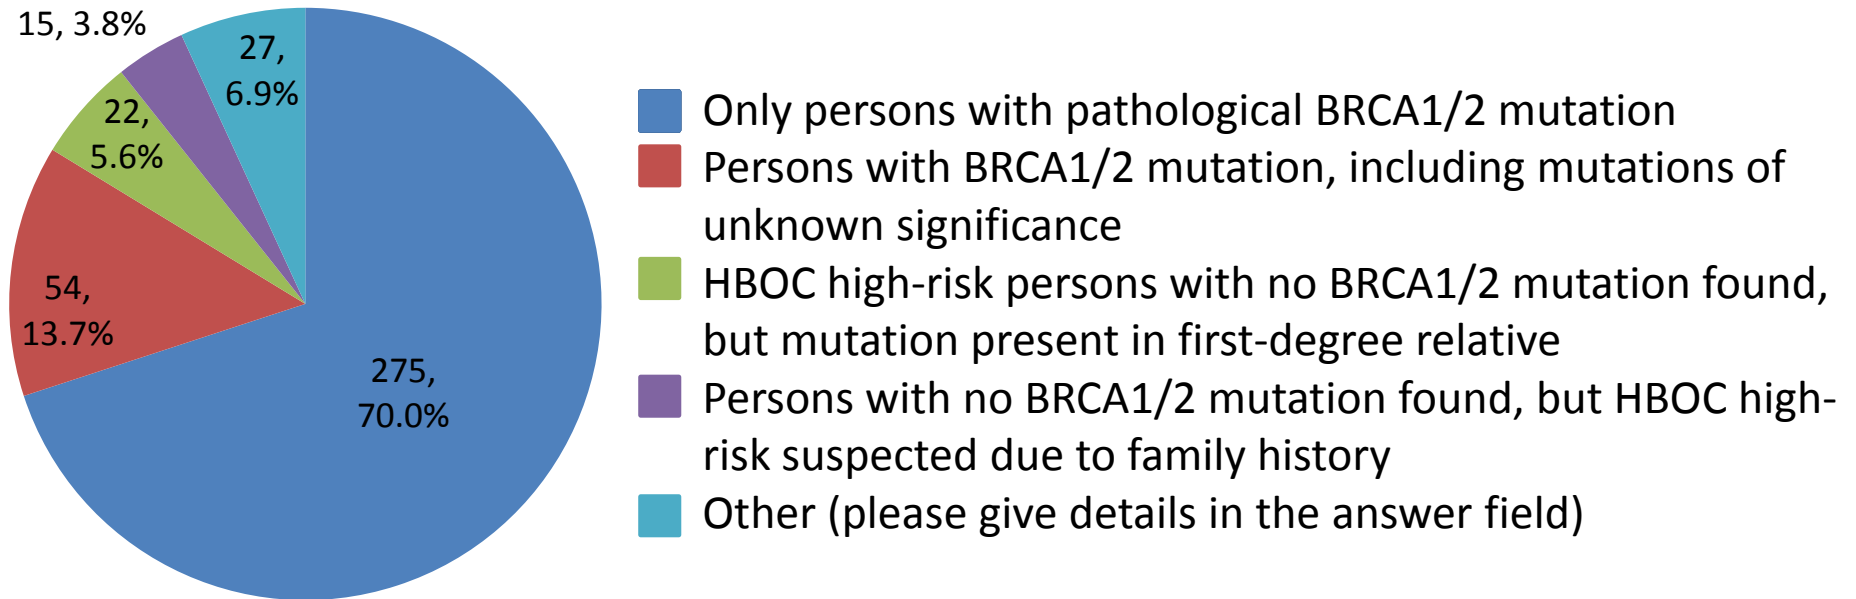 15, 3.8%
27,
6.9%
22,
5.6%
54,
13.7%
275,
70.0%
Only persons with pathological BRCA1/2 mutation
Persons with BRCA1/2 mutation, including mutations of
unknown significance
HBOC high-risk persons with no BRCA1/2 mutation found,
but mutation present in first-degree relative
Persons with no BRCA1/2 mutation found, but HBOC high-
risk suspected due to family history
Other (please give details in the answer field)